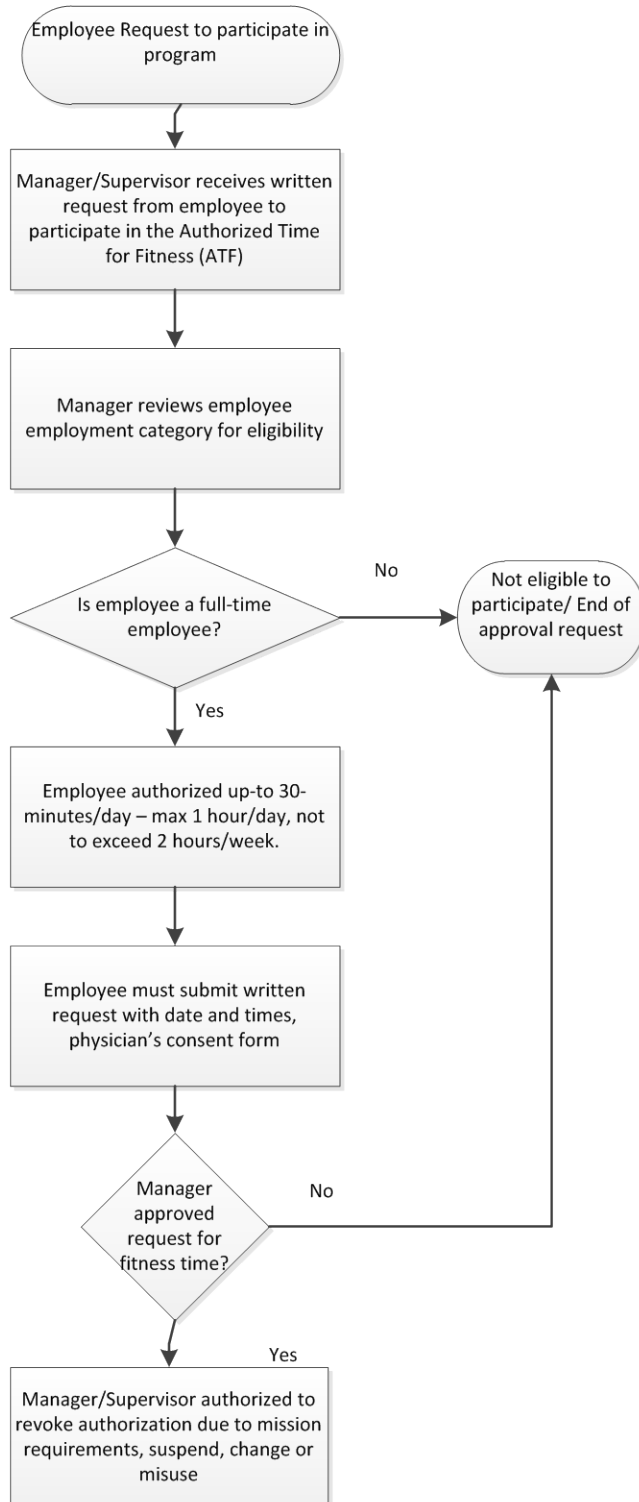 Employee Request to participate in
program
Manager/Supervisor receives written
request from employee to
participate in the Authorized Time
for Fitness (ATF)
Manager reviews employee
employment category for eligibility
Is employee a full-time
employee?
No
Not eligible to
participate/ End of
approval request
Yes
Employee authorized up-to 30-
minutes/day – max 1 hour/day, not
to exceed 2 hours/week.
Employee must submit written
request with date and times,
physician’s consent form
Manager
approved
request for
fitness time?
No
Yes
Manager/Supervisor authorized to
revoke authorization due to mission
requirements, suspend, change or
misuse